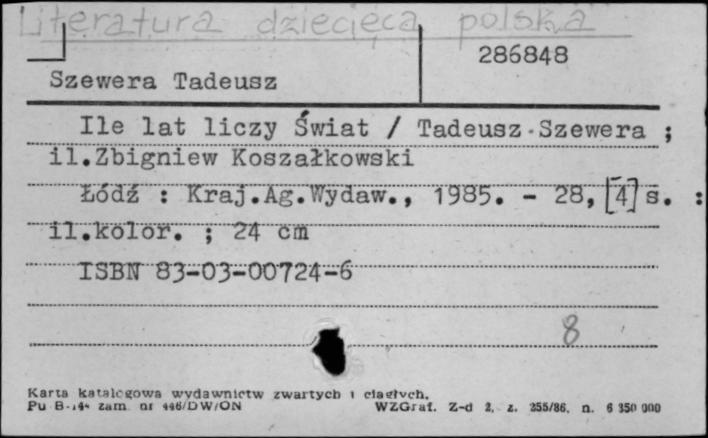 Literatura dziecięca polska
286848
Szewera Tadeusz
Ile lat liczy Świat / Tadeusz Szewera ;
il.Zbigniew Koszałkowski
Łódź : Kraj.Ag.Wydaw., 1985. - 28,[4] s. :
il.kolor. ; 24 cm
ISBN 83-03-00724-6
8
Karta katalogowa wydawnictw zwartych i ciągłych.
Pu B-14 zam nr 446/DW/ON WZGraf. Z-d 2, z. 255/86. n. 6 350 000